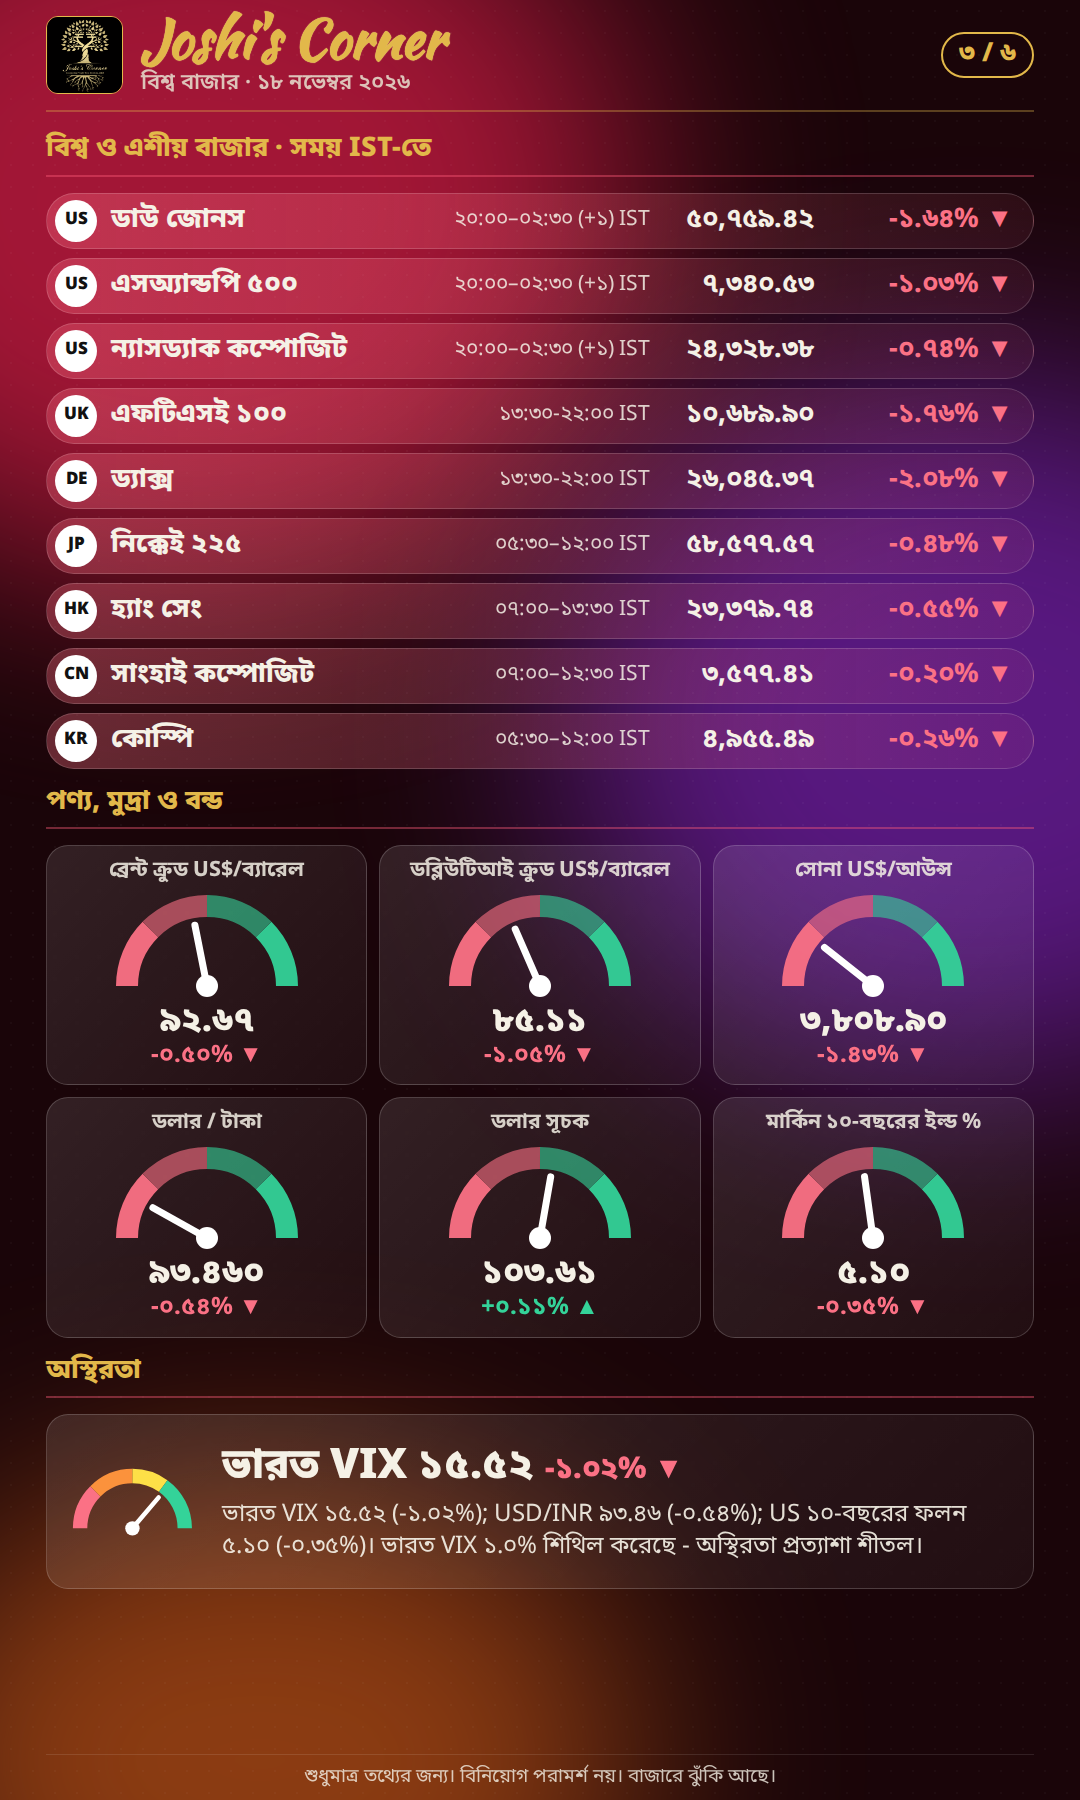 Joshi's Corner
Joshi's Corner
বিশ্ব বাজার · ১৮ নভেম্বর ২০২৬
৩ / ৬
বিশ্ব ও এশীয় বাজার · সময় IST-তে
US ডাউ জোনস ২০:০০–০২:৩০ (+১) IST ৫০,৭৫৯.৪২ -১.৬৪% ▼
US এসঅ্যান্ডপি ৫০০ ২০:০০–০২:৩০ (+১) IST ৭,৩৪০.৫৩ -১.০৩% ▼
US ন্যাসড্যাক কম্পোজিট ২০:০০–০২:৩০ (+১) IST ২৪,৩২৮.৩৮ -০.৭৪% ▼
UK এফটিএসই ১০০ ১৩:৩০-২২:০০ IST ১০,৬৮৯.৯০ -১.৭৬% ▼
DE ড্যাক্স ১৩:৩০-২২:০০ IST ২৬,০৪৫.৩৭ -২.০৮% ▼
JP নিক্কেই ২২৫ ০৫:৩০–১২:০০ IST ৫৮,৫৭৭.৫৭ -০.৪৮% ▼
HK হ্যাং সেং ০৭:০০–১৩:৩০ IST ২৩,৩৭৯.৭৪ -০.৫৫% ▼
CN সাংহাই কম্পোজিট ০৭:০০–১২:৩০ IST ৩,৫৭৭.৪১ -০.২০% ▼
KR কোস্পি ০৫:৩০–১২:০০ IST ৪,৯৫৫.৪৯ -০.২৬% ▼
পণ্য, মুদ্রা ও বন্ড
ব্রেন্ট ক্রুড US$/ব্যারেল ডব্লিউটিআই ক্রুড US$/ব্যারেল সোনা US$/আউন্স
৯২.৬৭ ৮৫.১১ ৩,৮০৮.৯০
-০.৫০% ▼ -১.০৫% ▼ -১.৪৩% ▼
ডলার / টাকা ডলার সূচক মার্কিন ১০-বছরের ইল্ড %
৯৩.৪৬০ ১০৩.৬১ ৫.১০
-০.৫৪% ▼ +০.১১% ▲ -০.৩৫% ▼
অস্থিরতা
ভারত VIX ১৫.৫২ -১.০২% ▼
ভারত VIX ১৫.৫২ (-১.০২%); USD/INR ৯৩.৪৬ (-০.৫৪%); US ১০-বছরের ফলন
৫.১০ (-০.৩৫%)। ভারত VIX ১.০% শিথিল করেছে - অস্থিরতা প্রত্যাশা শীতল।
শুধুমাত্র তথ্যের জন্য। বিনিয়োগ পরামর্শ নয়। বাজারে ঝুঁকি আছে।